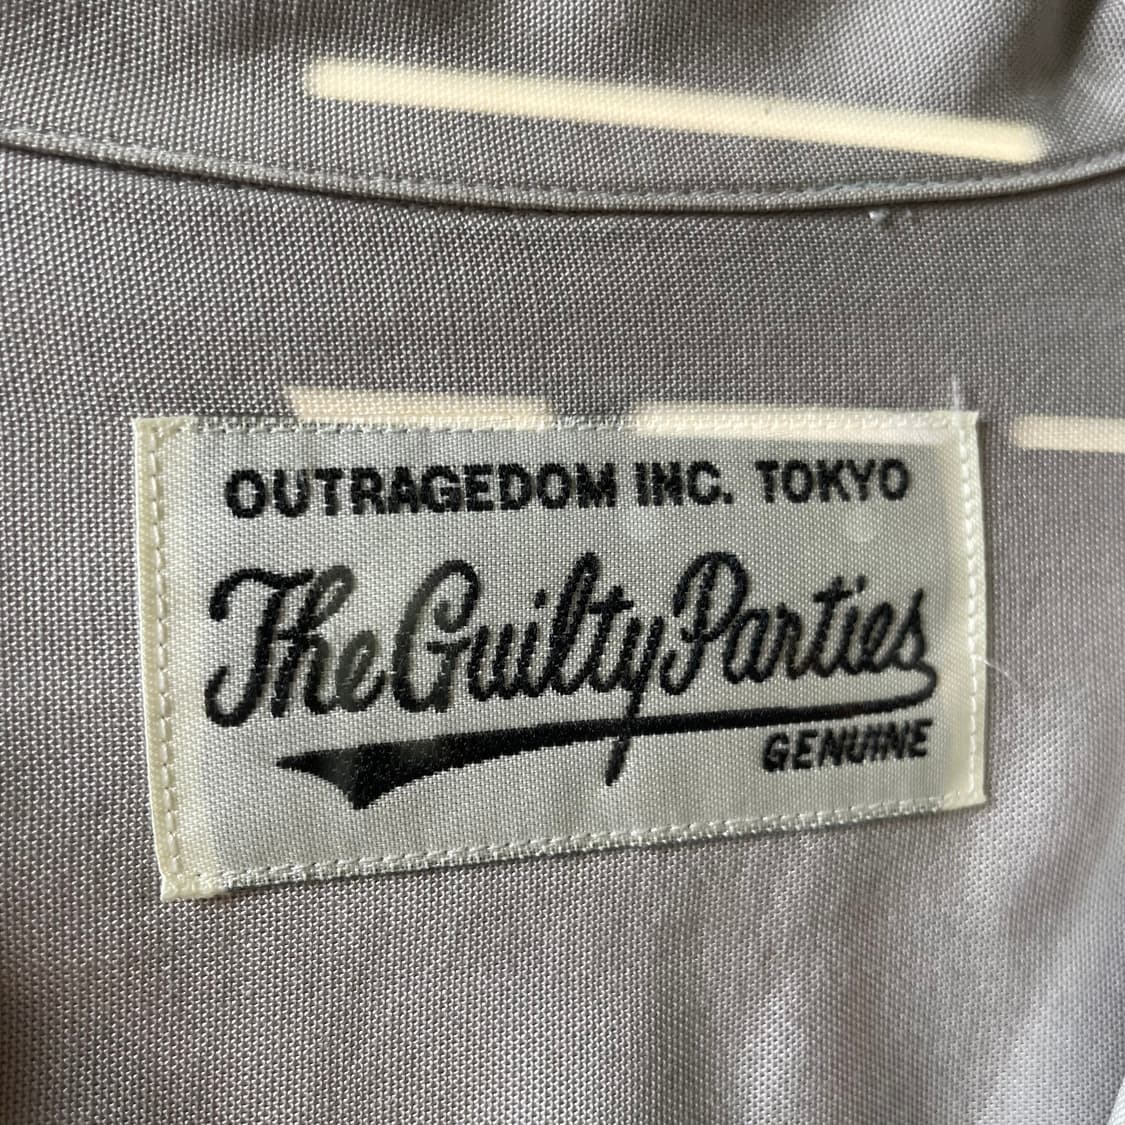 OUTRAGEDOM INC. TOKYO
The Guilty Parties
GENUINE